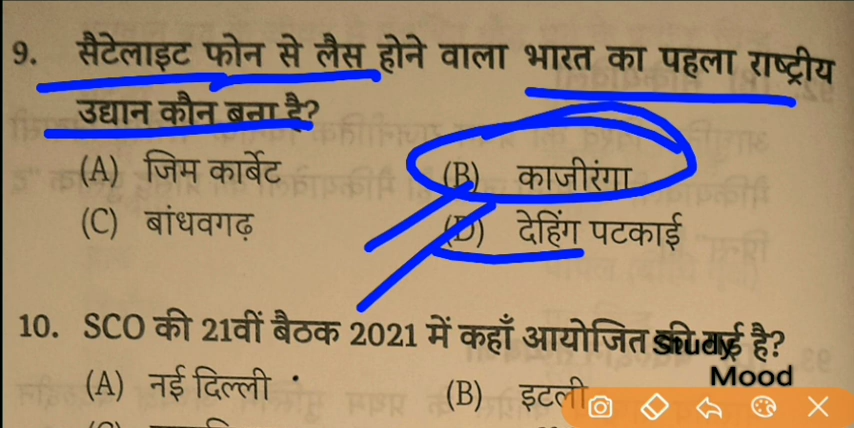 9. सैटेलाइट फोन से लैस होने वाला भारत का पहला राष्ट्रीय
उद्यान कौन बना है?
(A) जिम कार्बेट (B) काजीरंगा
(C) बांधवगढ़ (D) देहिंग पटकाई
10. SCO की 21वीं बैठक 2021 में कहाँ आयोजित की गई है?
Study
Mood
(A) नई दिल्ली (B) इटली